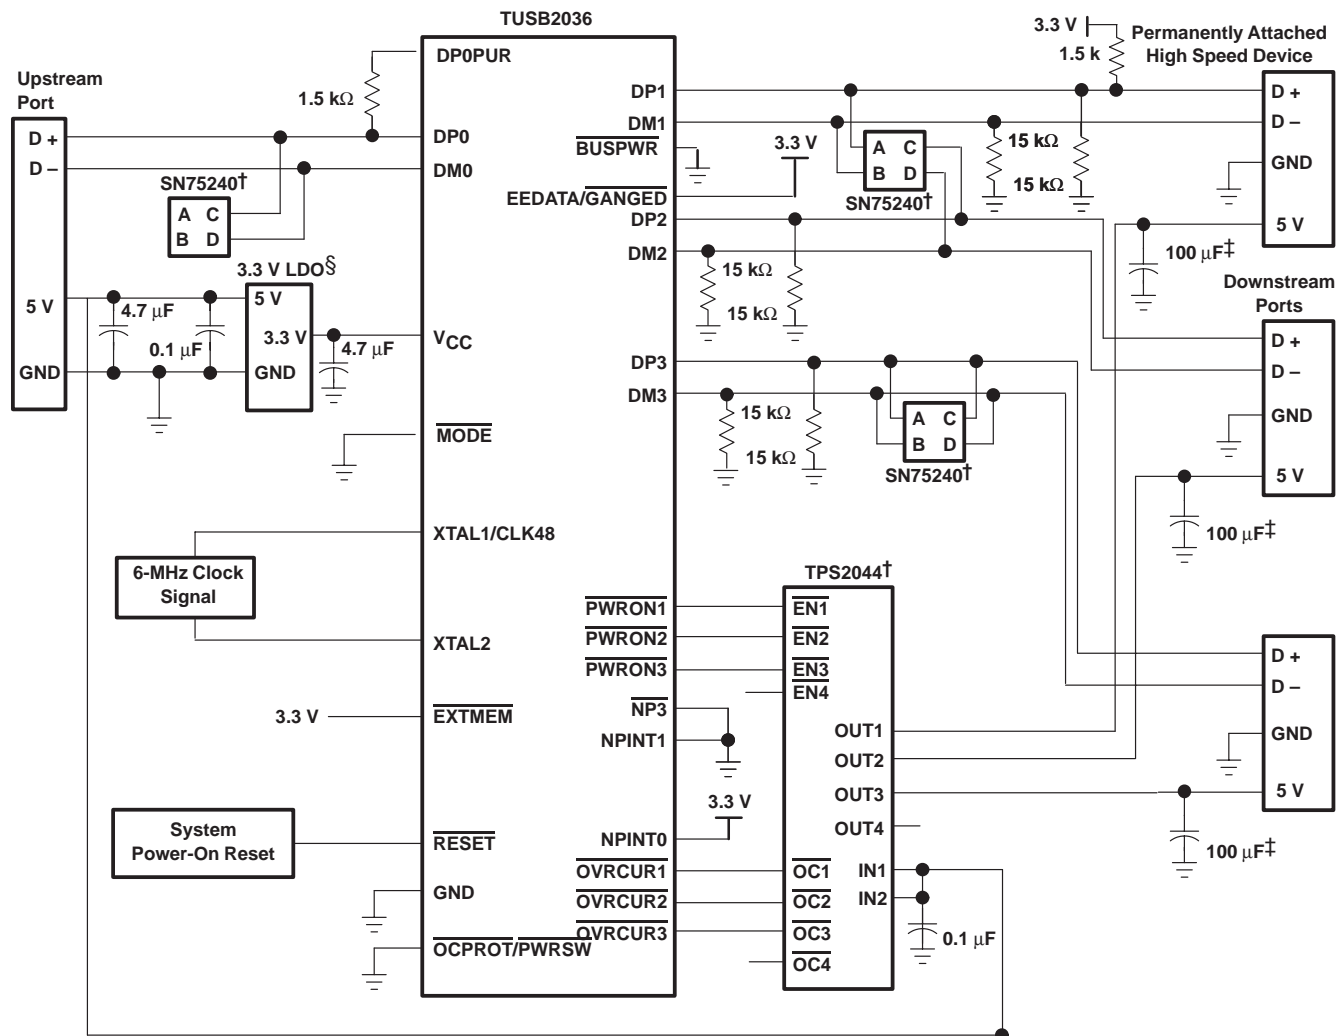 TUSB2036
Upstream
Port
D +
D –
5 V
GND
SN75240†
A C
B D
1.5 kΩ
3.3 V LDO§
5 V
3.3 V
GND
4.7 μF
0.1 μF
4.7 μF
6-MHz Clock
Signal
3.3 V
System
Power-On Reset
DP0PUR
DP0
DM0
VCC
MODE
XTAL1/CLK48
XTAL2
EXTMEM
RESET
GND
OCPROT/PWRSW
DP1
DM1
BUSPWR
EEDATA/GANGED
DP2
DM2
DP3
DM3
PWRON1
PWRON2
PWRON3
NP3
NPINT1
NPINT0
OVRCUR1
OVRCUR2
OVRCUR3
3.3 V
3.3 V
A C
B D
SN75240†
15 kΩ
15 kΩ
15 kΩ
15 kΩ
15 kΩ
15 kΩ
A C
B D
SN75240†
TPS2044†
EN1
EN2
EN3
EN4
OUT1
OUT2
OUT3
OUT4
OC1
IN1
OC2
IN2
OC3
OC4
0.1 μF
3.3 V
1.5 k
Permanently Attached
High Speed Device
D +
D –
GND
5 V
100 μF‡
Downstream
Ports
D +
D –
GND
5 V
100 μF‡
D +
D –
GND
5 V
100 μF‡